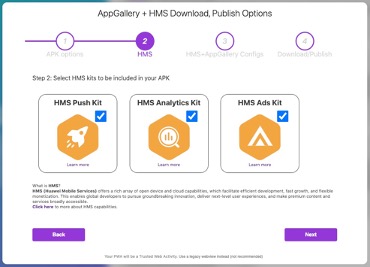 AppGallery + HMS Download, Publish Options
1
2
3
4
APK options
HMS
HMS+AppGallery Configs
Download/Publish
Step 2: Select HMS kits to be included in your APK
HMS Push Kit
HMS Analytics Kit
HMS Ads Kit
Learn more
Learn more
Learn more
What is HMS?
HMS (Huawei Mobile Services) offers a rich array of open device and cloud capabilities, which facilitate efficient development, fast growth, and flexible
monetization. This enables global developers to pursue groundbreaking innovation, deliver next-level user experiences, and make premium content and
services broadly accessible.
Click here to more about HMS capabilities
Back
Next
Your PWA will be a Trusted Web Activity. Use a legacy webview instead (not recommended)